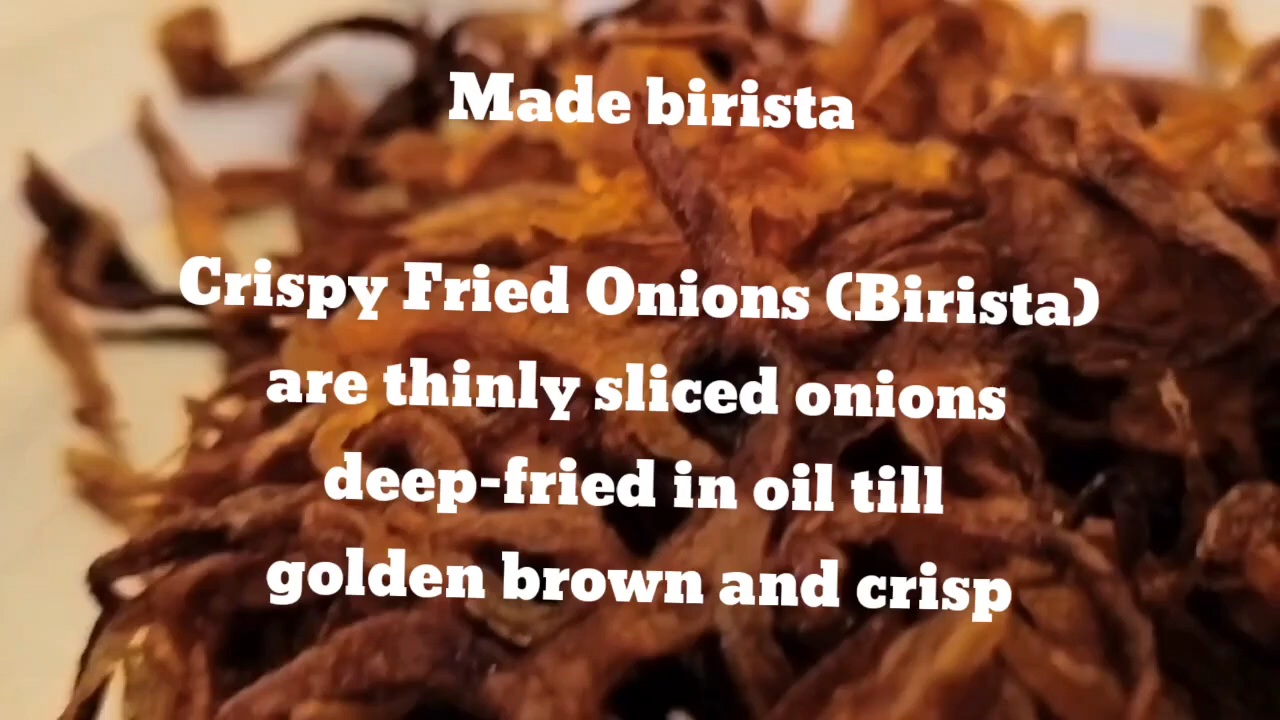 Made birista
Crispy Fried Onions (Birista)
are thinly sliced onions
deep-fried in oil till
golden brown and crisp